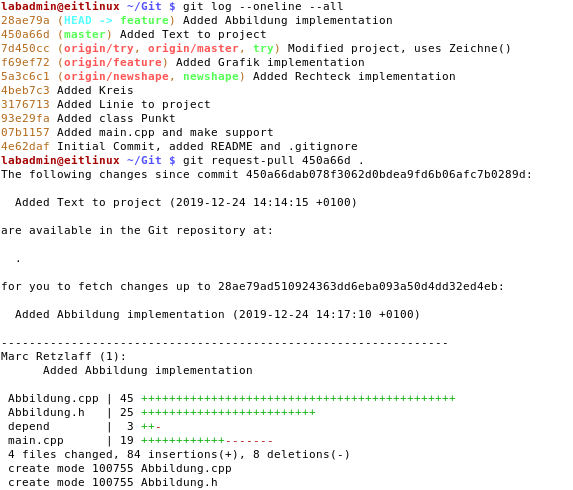 labadmin@eitlinux ~/Git $ git log --oneline --all
28ae79a (HEAD -> feature) Added Abbildung implementation
450a66d (master) Added Text to project
7d450cc (origin/try, origin/master, try) Modified project, uses Zeichne()
f69ef72 (origin/feature) Added Grafik implementation
5a3c6c1 (origin/newshape, newshape) Added Rechteck implementation
4beb7c3 Added Kreis
3176713 Added Linie to project
93e29fa Added class Punkt
07b1157 Added main.cpp and make support
4e62daf Initial Commit, added README and .gitignore
labadmin@eitlinux ~/Git $ git request-pull 450a66d .
The following changes since commit 450a66dab078f3062d0bdea9fd6b06afc7b0289d:
Added Text to project (2019-12-24 14:14:15 +0100)
are available in the Git repository at:
.
for you to fetch changes up to 28ae79ad510924363dd6eba093a50d4dd32ed4eb:
Added Abbildung implementation (2019-12-24 14:17:10 +0100)
----------------------------------------------------------------
Marc Retzlaff (1):
Added Abbildung implementation
Abbildung.cpp | 45 +++++++++++++++++++++++++++++++++++++++++++++
Abbildung.h   | 25 +++++++++++++++++++++++++
depend        |  3 ++-
main.cpp      | 19 ++++++++++++-------
4 files changed, 84 insertions(+), 8 deletions(-)
create mode 100755 Abbildung.cpp
create mode 100755 Abbildung.h